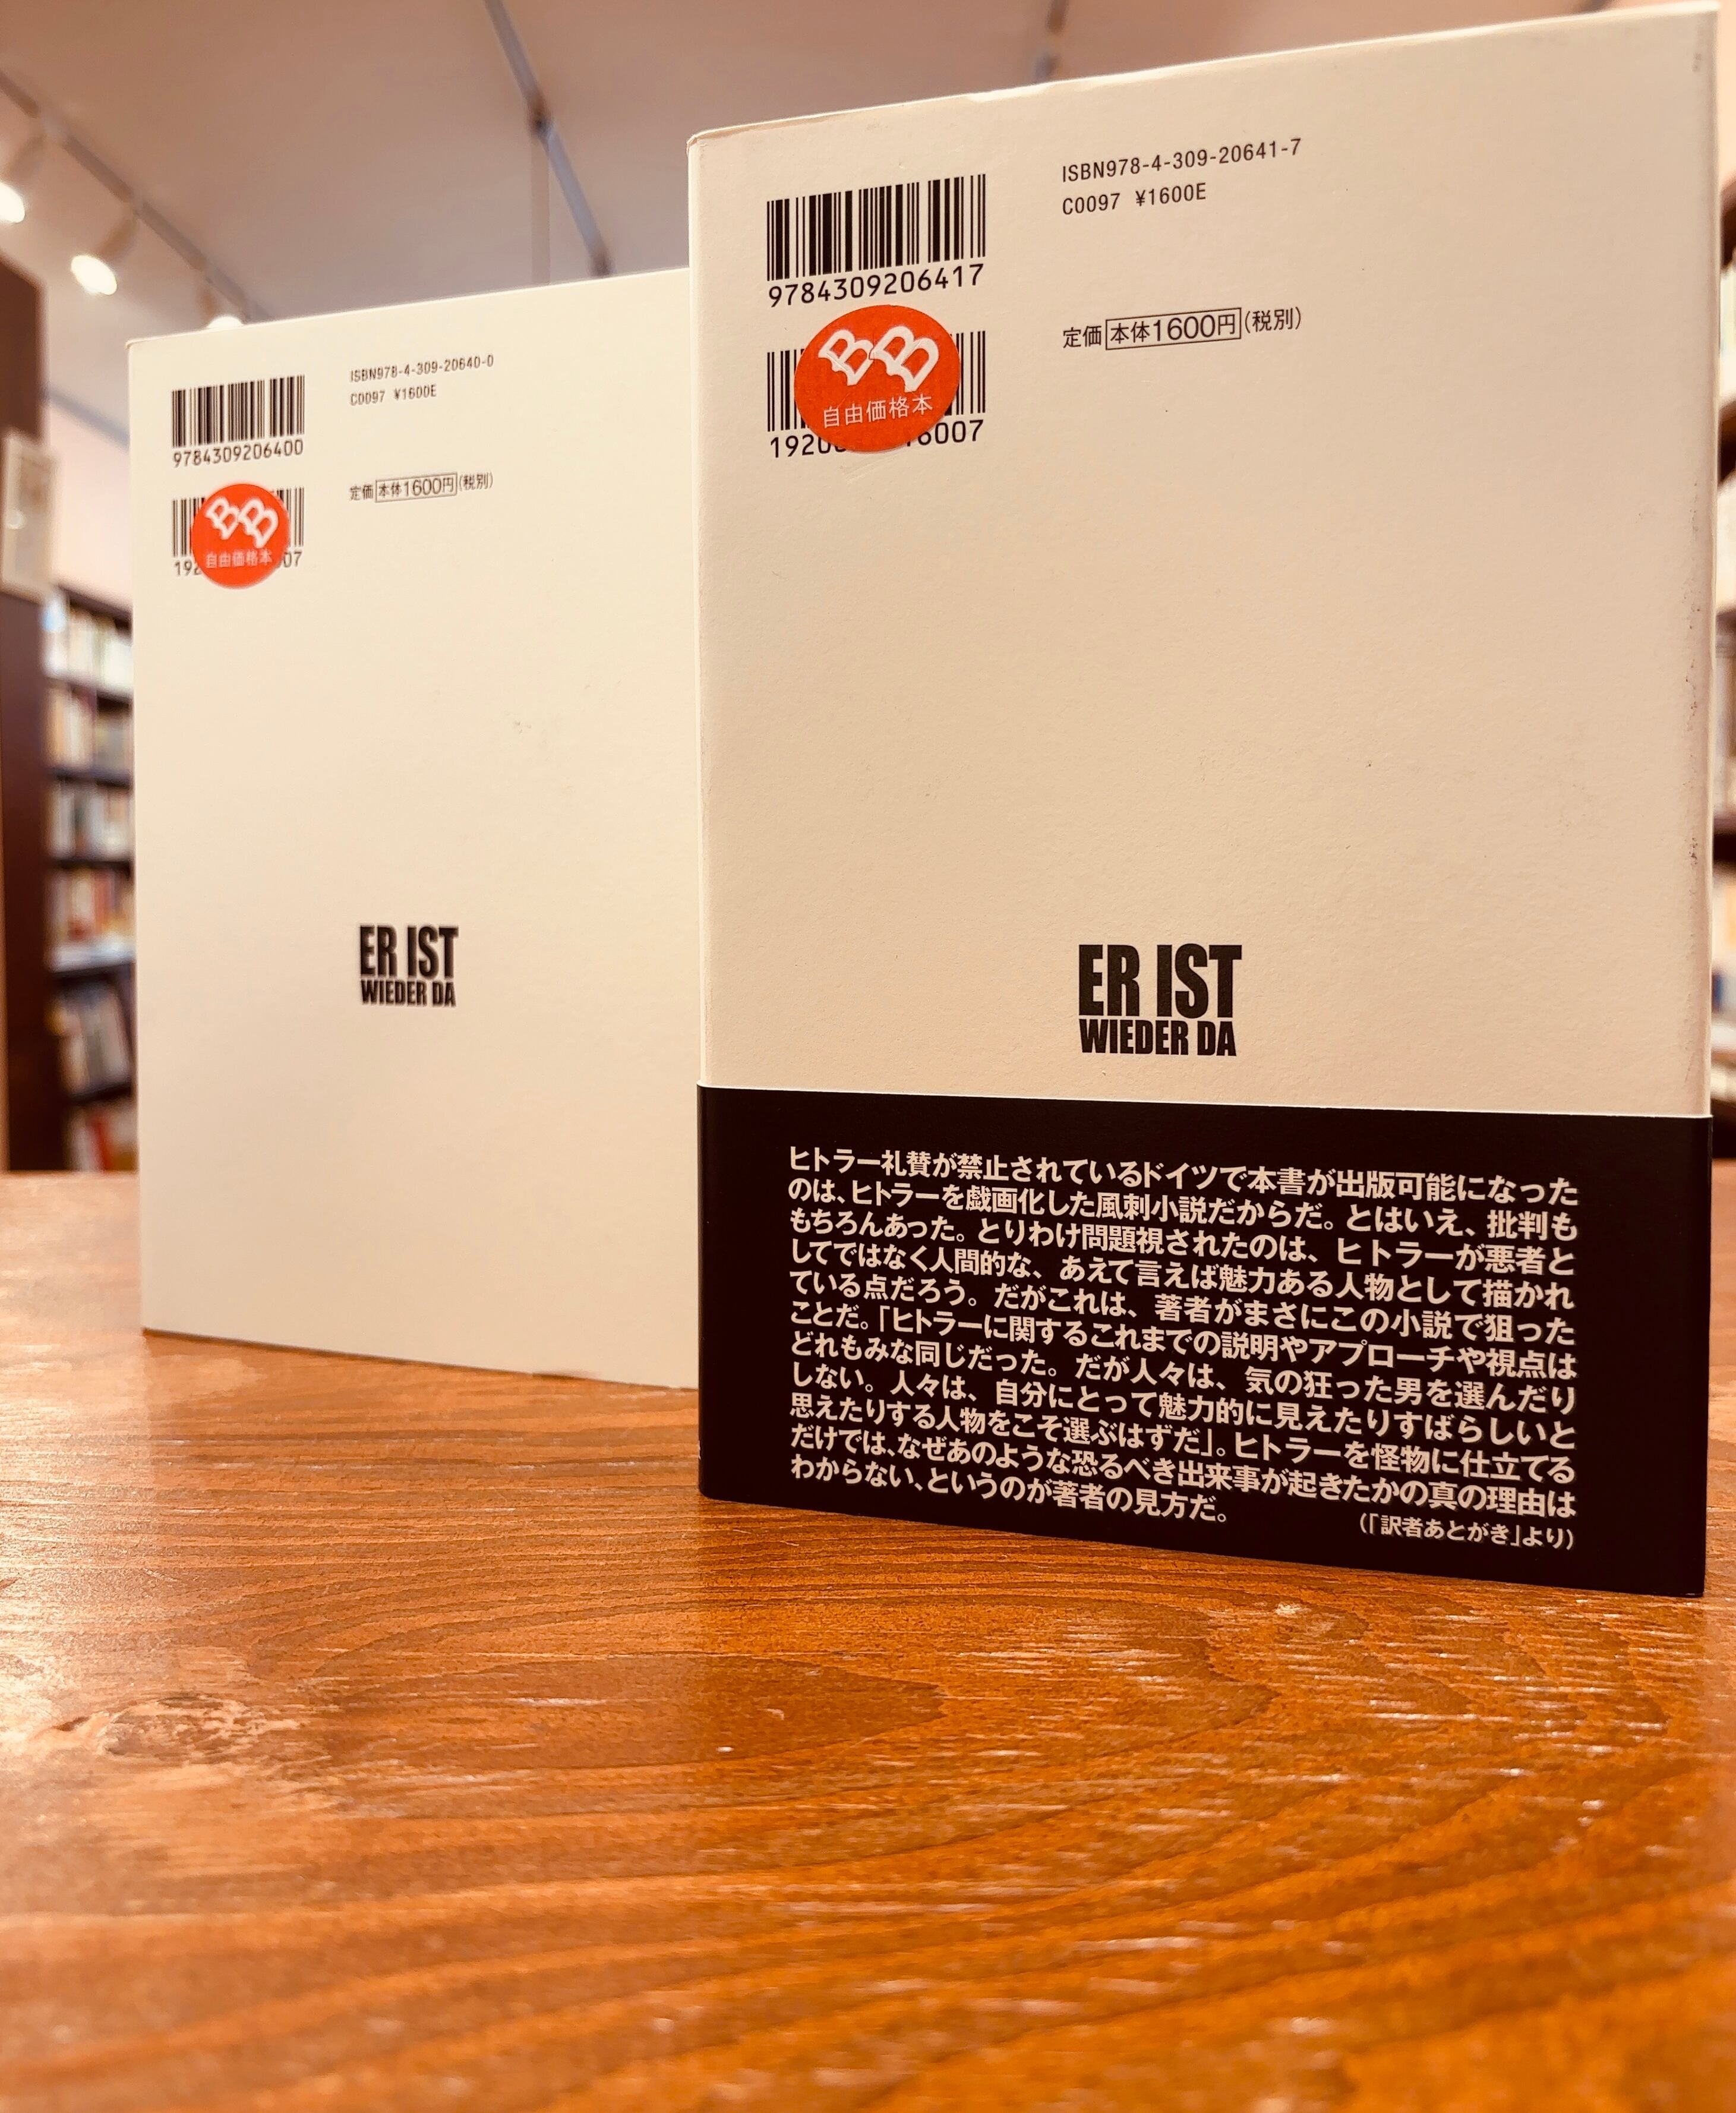 ISBN978-4-309-20640-0
C0097 ¥1600E
9784309206400
定価本体1600円(税別)
BB
自由価格本
ER IST
WIEDER DA
ISBN978-4-309-20641-7
C0097 ¥1600E
9784309206417
定価本体1600円(税別)
BB
自由価格本
ER IST
WIEDER DA
ヒトラー礼賛が禁止されているドイツで本書が出版可能になった
のは、ヒトラーを戯画化した風刺小説だからだ。とはいえ、批判も
もちろんあった。とりわけ問題視されたのは、ヒトラーが悪者と
してではなく人間的な、あえて言えば魅力ある人物として描かれ
ている点だろう。だがこれは、著者がまさにこの小説で狙った
ことだ。「ヒトラーに関するこれまでの説明やアプローチや視点は
どれもみな同じだった。だが人々は、気の狂った男を選んだり
しない。人々は、自分にとって魅力的に見えたりすばらしいと
思えたりする人物をこそ選ぶはずだ」。ヒトラーを怪物に仕立てる
だけでは、なぜあのような恐るべき出来事が起きたかの真の理由は
わからない、というのが著者の見方だ。
(「訳者あとがき」より)